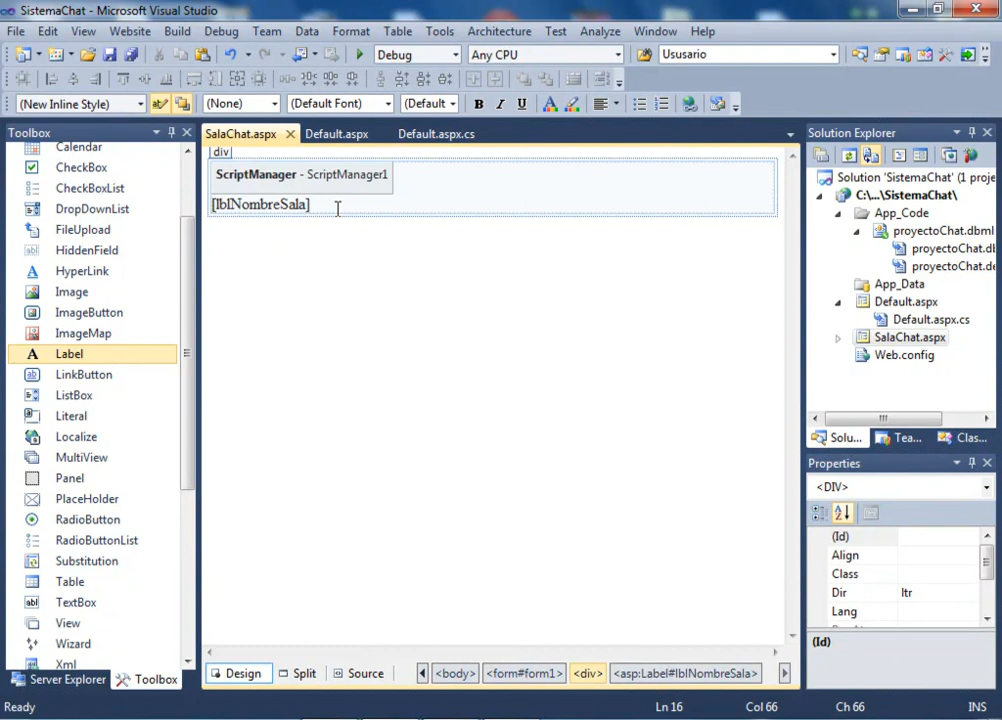 SistemaChat - Microsoft Visual Studio
File Edit View Website Build Debug Team Data Format Table Tools Architecture Test Analyze Window Help
Debug Any CPU Ususario
(New Inline Style) (None) (Default Font) (Default B I U A
Toolbox
Calendar
CheckBox
CheckBoxList
DropDownList
FileUpload
HiddenField
HyperLink
Image
ImageButton
ImageMap
Label
LinkButton
ListBox
Literal
Localize
MultiView
Panel
PlaceHolder
RadioButton
RadioButtonList
Substitution
Table
TextBox
View
Wizard
Xml
Server Explorer Toolbox
SalaChat.aspx Default.aspx Default.aspx.cs
div
ScriptManager - ScriptManager1
[lblNombreSala]
Design Split Source <body> <form#form1> <div> <asp:Label#lblNombreSala>
Solution Explorer
Solution 'SistemaChat' (1 proje
C:\...\SistemaChat\
App_Code
proyectoChat.dbml
proyectoChat.db
proyectoChat.de
App_Data
Default.aspx
Default.aspx.cs
SalaChat.aspx
Web.config
Solu... Tea... Clas...
Properties
<DIV>
(Id)
Align
Class
Dir ltr
Lang
(Id)
Ready Ln 16 Col 66 Ch 66 INS